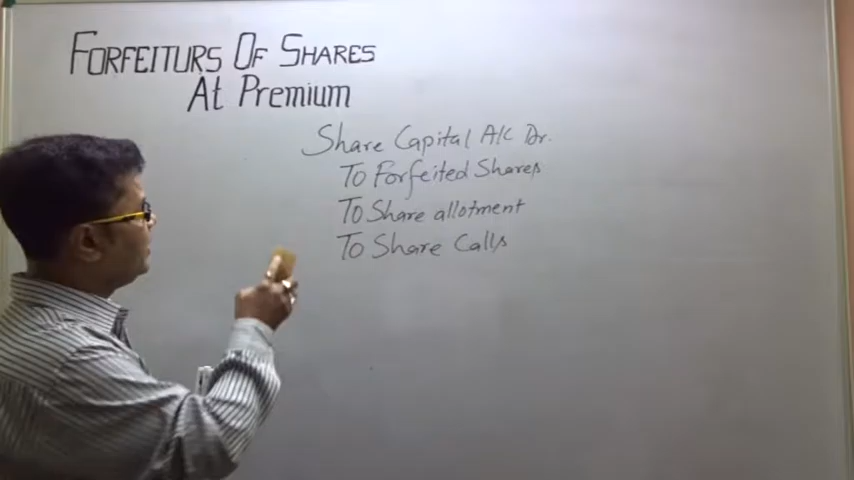 FORFEITURS OF SHARES
At Premium
Share Capital A/c Dr.
To Forfeited Shares
To Share allotment
To Share Calls